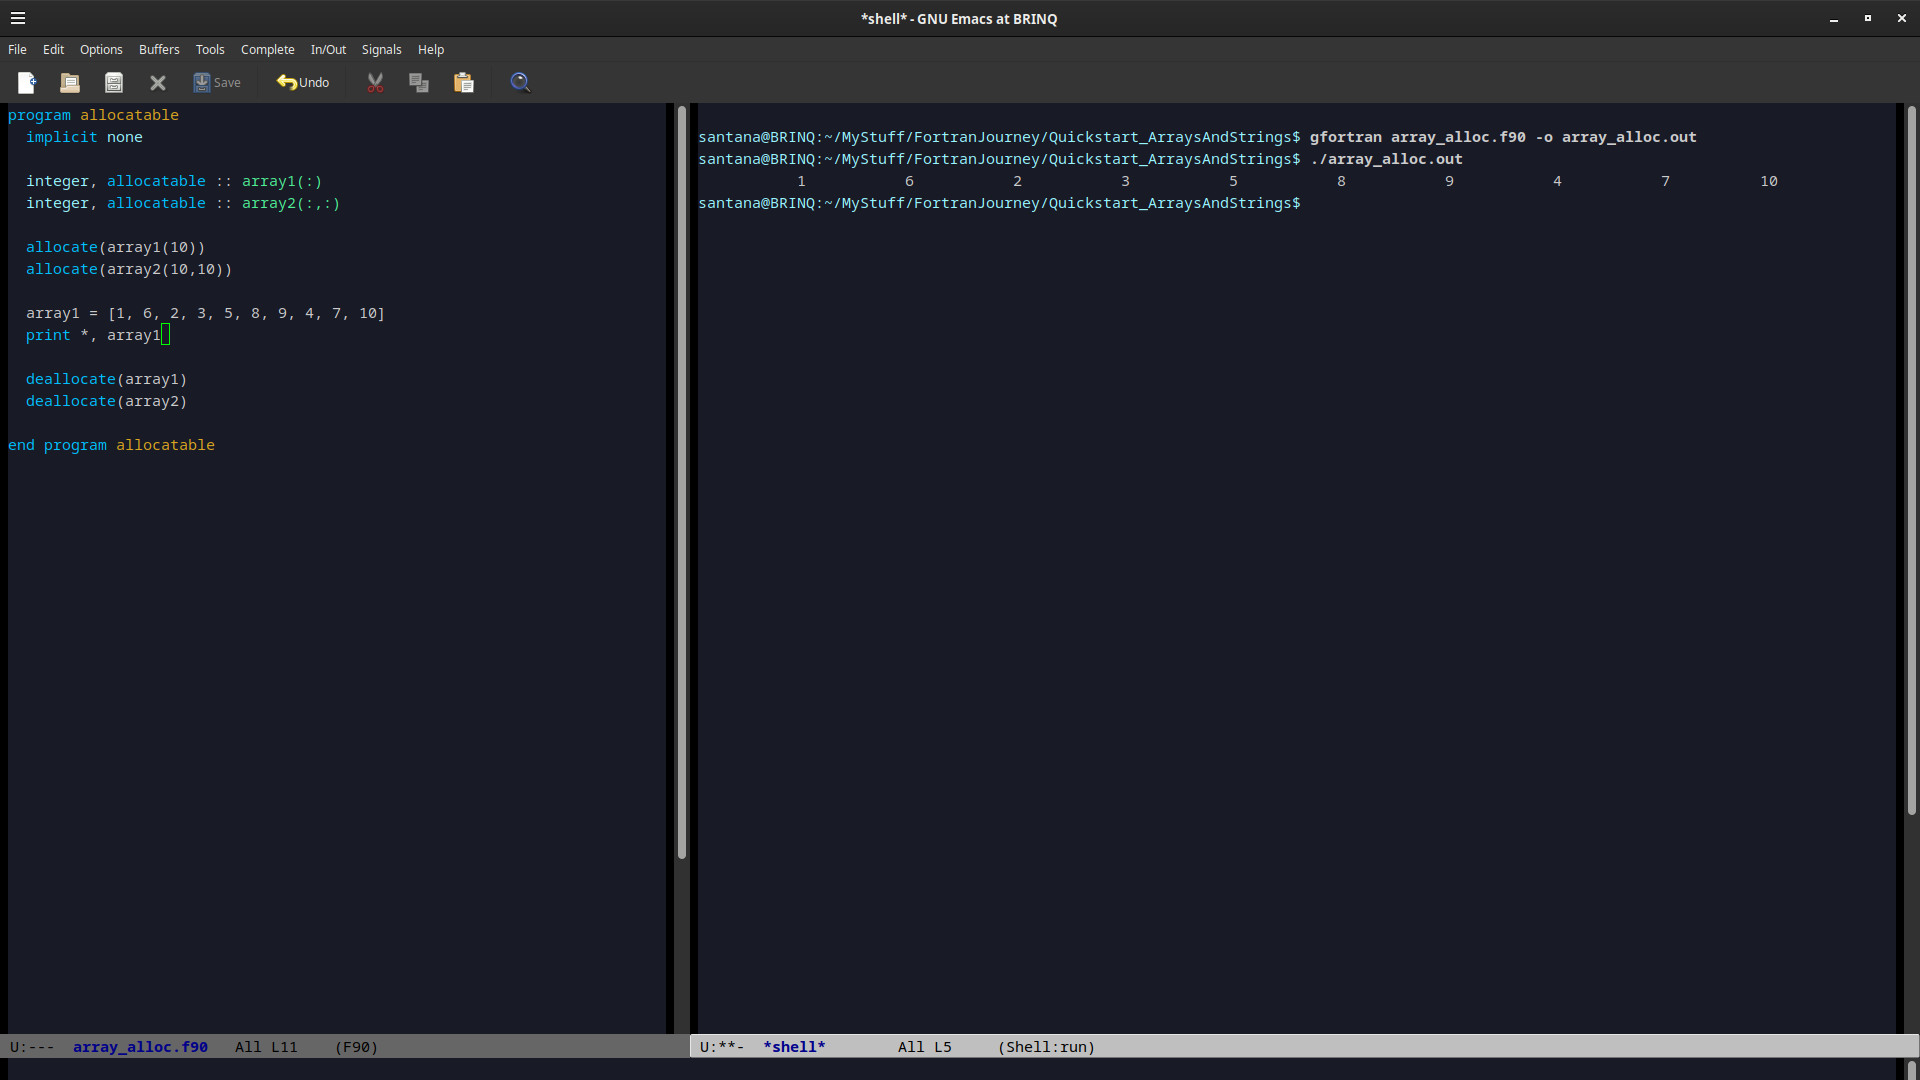 *shell* - GNU Emacs at BRINQ
File Edit Options Buffers Tools Complete In/Out Signals Help
Save Undo
program allocatable
  implicit none
  integer, allocatable :: array1(:)
  integer, allocatable :: array2(:,:)
  allocate(array1(10))
  allocate(array2(10,10))
  array1 = [1, 6, 2, 3, 5, 8, 9, 4, 7, 10]
  print *, array1
  deallocate(array1)
  deallocate(array2)
end program allocatable
U:---  array_alloc.f90   All L11    (F90)
santana@BRINQ:~/MyStuff/FortranJourney/Quickstart_ArraysAndStrings$ gfortran array_alloc.f90 -o array_alloc.out
santana@BRINQ:~/MyStuff/FortranJourney/Quickstart_ArraysAndStrings$ ./array_alloc.out
           1           6           2           3           5           8           9           4           7          10
santana@BRINQ:~/MyStuff/FortranJourney/Quickstart_ArraysAndStrings$
U:**-  *shell*        All L5     (Shell:run)